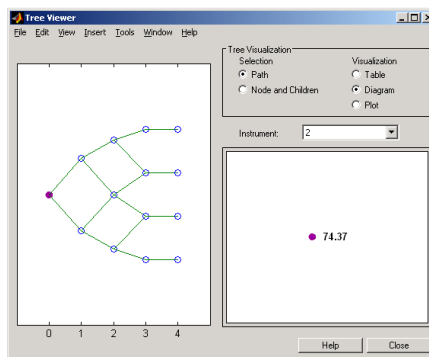 Tree Viewer
File Edit View Insert Tools Window Help
Tree Visualization
Selection
Visualization
Path
Table
Node and Children
Diagram
Plot
Instrument:
2
74.37
0 1 2 3 4
Help
Close